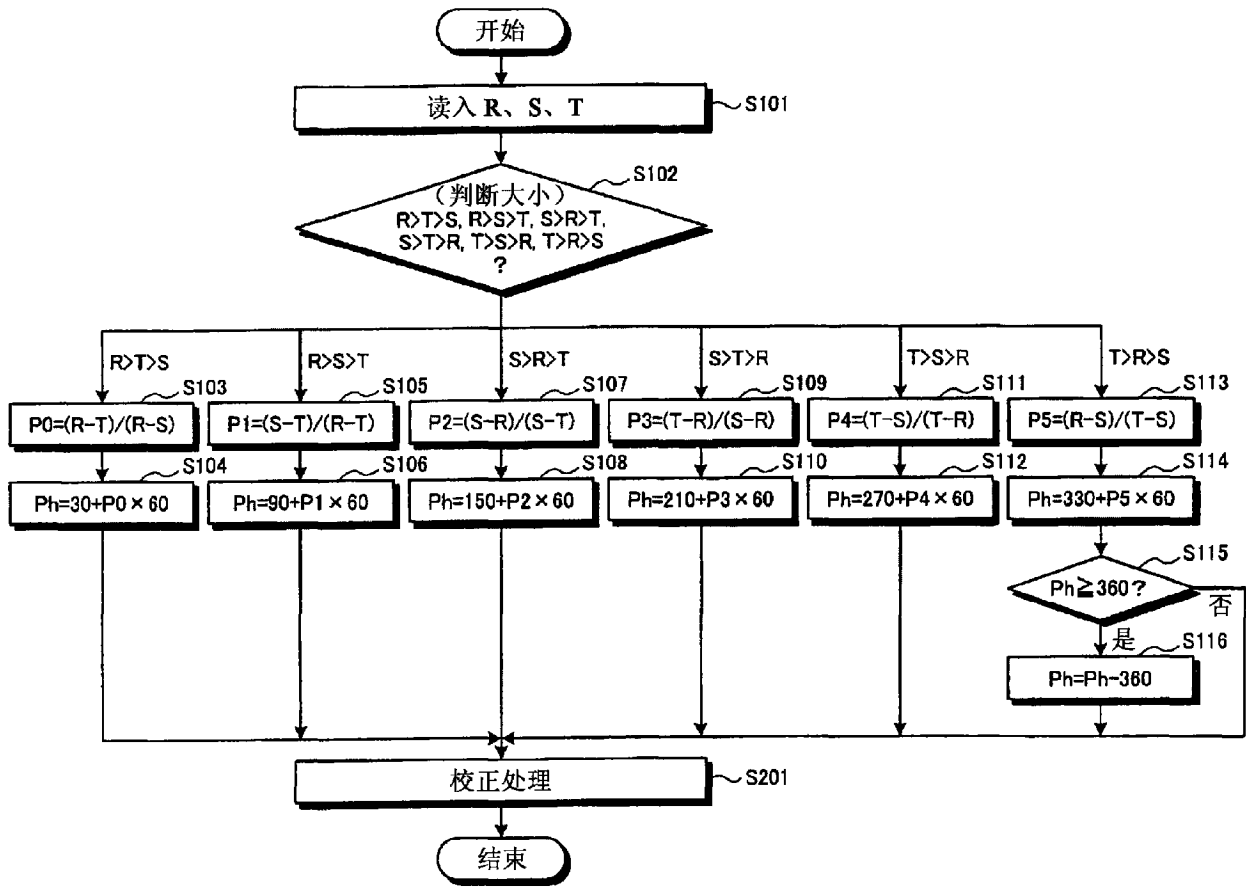 开始
读入 R、S、T
S101
S102
（判断大小）
R>T>S, R>S>T, S>R>T,
S>T>R, T>S>R, T>R>S
?
R>T>S
R>S>T
S>R>T
S>T>R
T>S>R
T>R>S
S103
S105
S107
S109
S111
S113
P0=(R-T)/(R-S)
P1=(S-T)/(R-T)
P2=(S-R)/(S-T)
P3=(T-R)/(S-R)
P4=(T-S)/(T-R)
P5=(R-S)/(T-S)
S104
S106
S108
S110
S112
S114
Ph=30+P0×60
Ph=90+P1×60
Ph=150+P2×60
Ph=210+P3×60
Ph=270+P4×60
Ph=330+P5×60
S115
Ph≧360?
否
是
S116
Ph=Ph-360
校正处理
S201
结束